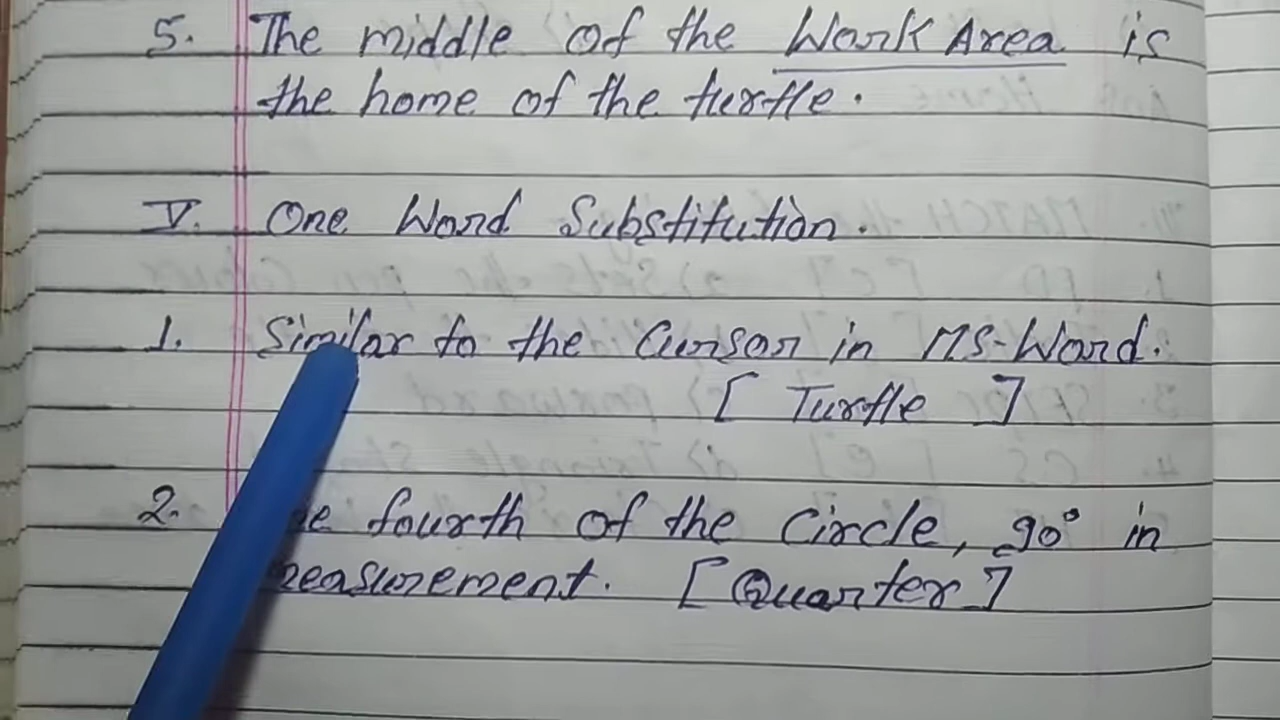 5. The middle of the Work Area is
the home of the turtle.
V. One Word Substitution.
1. Similar to the Cursor in MS-Word.
[ Turtle ]
2. fourth of the Circle, 90° in
measurement. [Quarter]